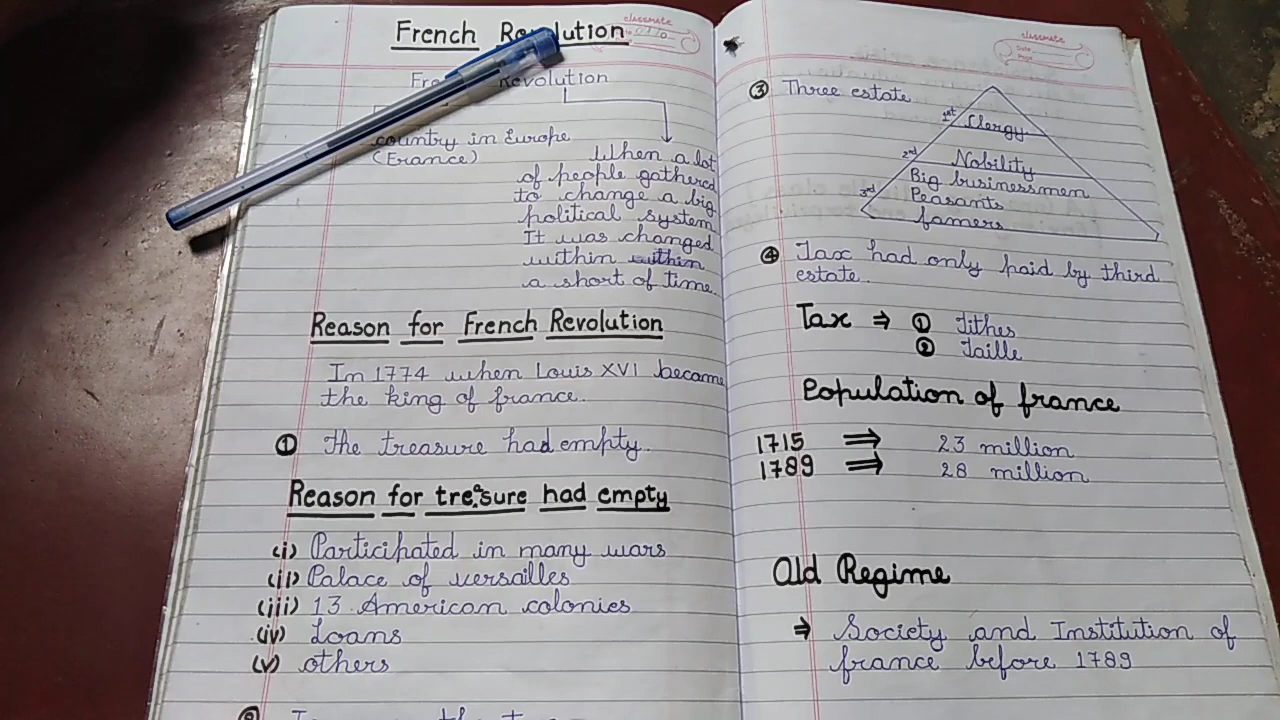 French Revolution
classmate
Revolution
country in Europe
(France)
When a lot
of people gathered
to change a big
political system
It was changed
within within
a short of time.
Reason for French Revolution
In 1774 when Louis XVI became
the king of france.
① the treasure had empty.
Reason for treasure had empty
(i) Participated in many wars
(ii) Palace of versailles
(iii) 13 American colonies
(iv) Loans
(v) others
classmate
Date
Page
③ Three estate
1st Clergy
2nd Nobility
Big businessmen
3rd Peasants
famers
④ Tax had only paid by third
estate.
Tax ⇒ ① Tithes
② Taille
Population of france
1715 ⇒ 23 million
1789 ⇒ 28 million
Old Regime
⇒ Society and Institution of
france before 1789